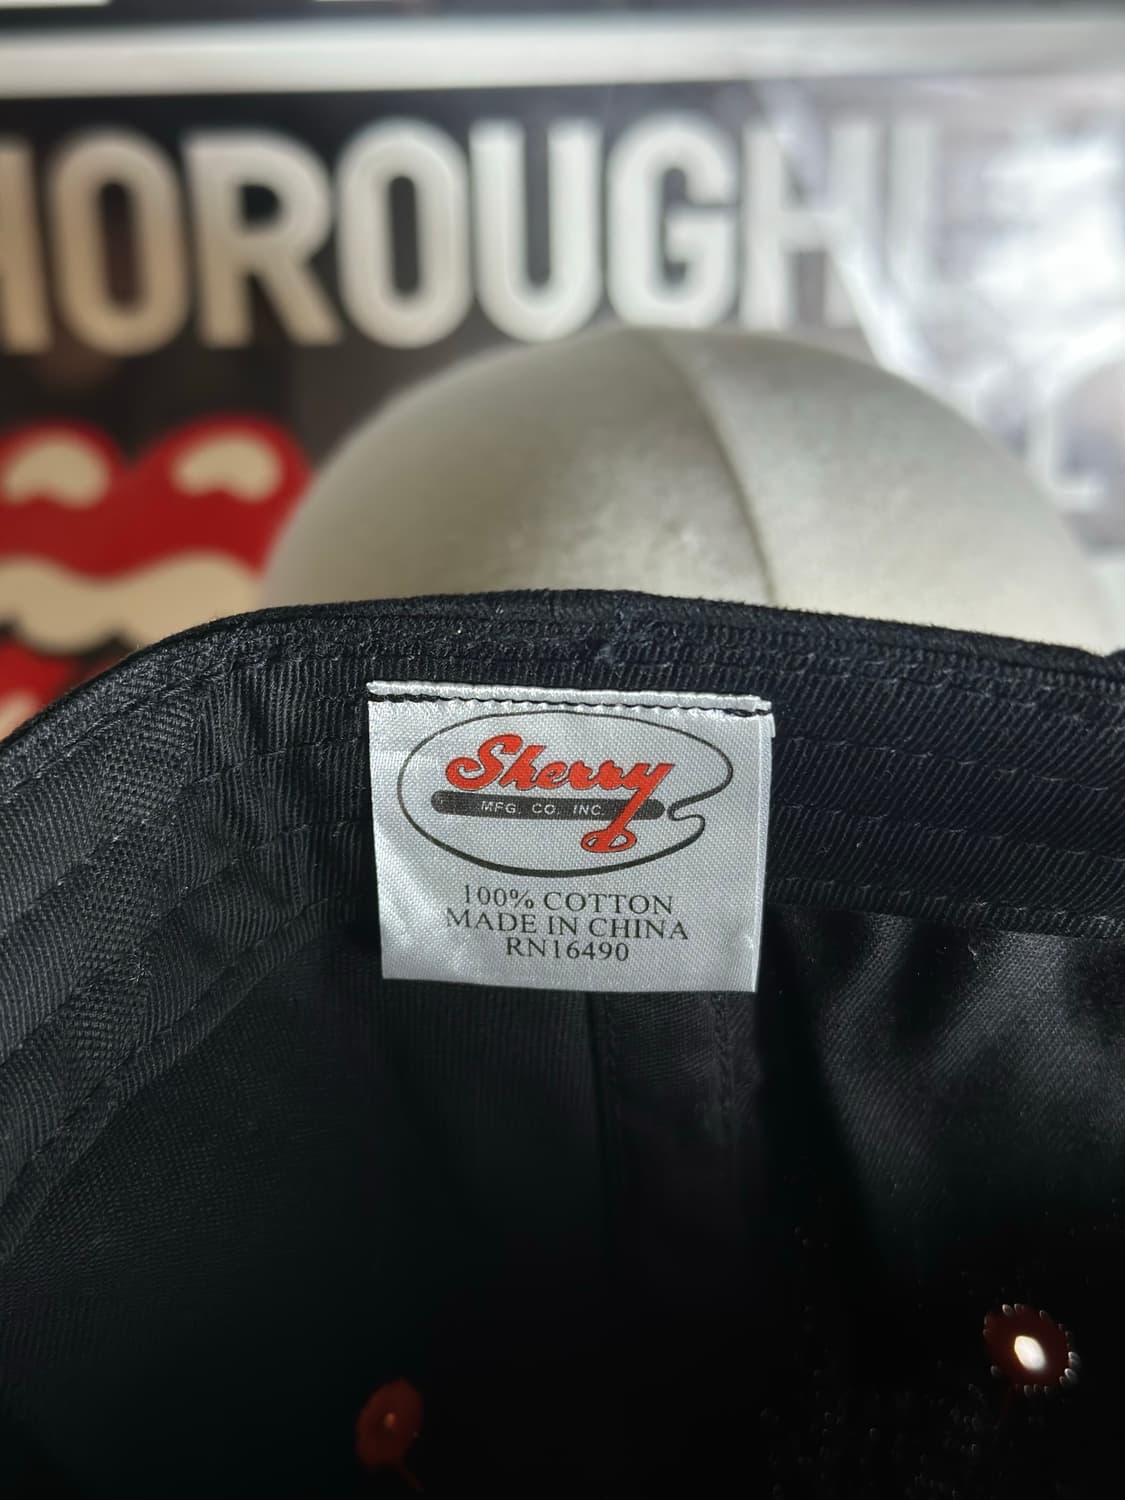 HOROUGH
Sherry
MFG. CO. INC.
100% COTTON
MADE IN CHINA
RN16490